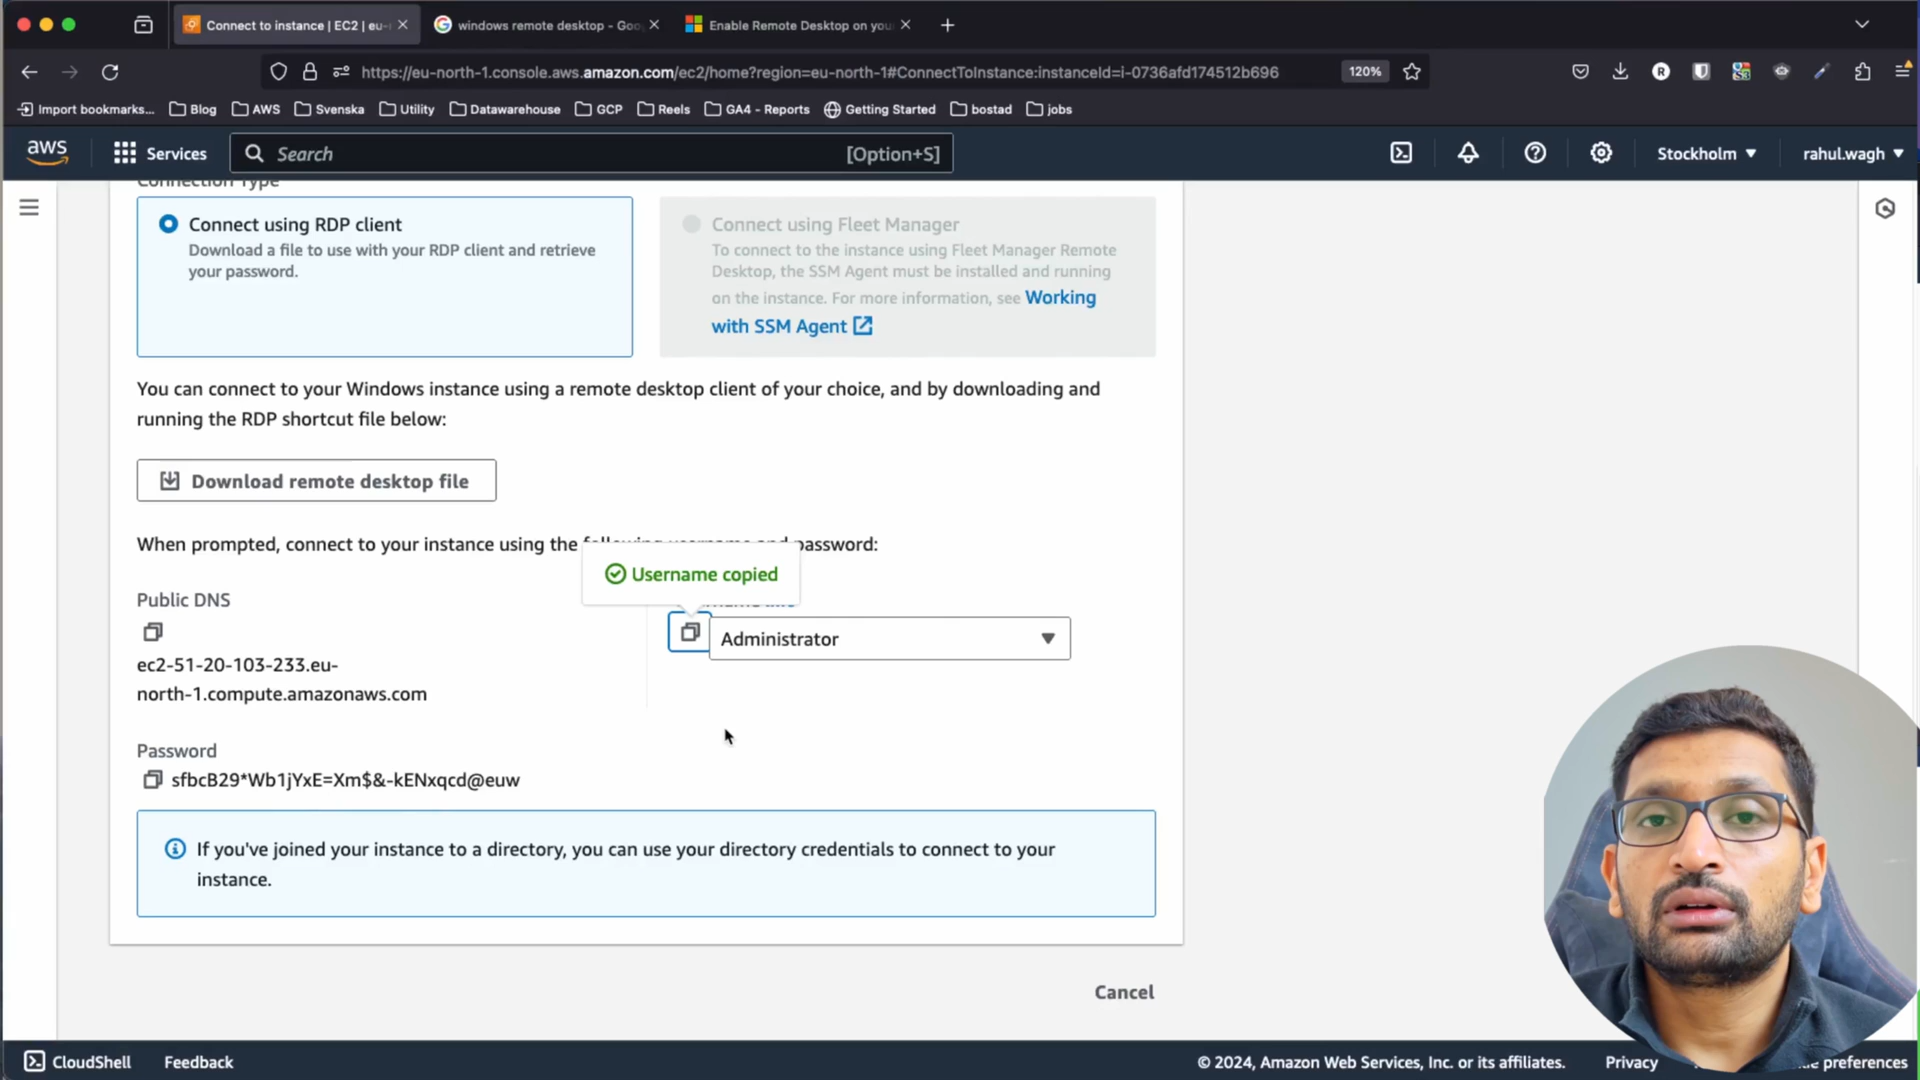 Connect to instance | EC2 | eu-
windows remote desktop - Goo
Enable Remote Desktop on you
https://eu-north-1.console.aws.amazon.com/ec2/home?region=eu-north-1#ConnectToInstance:instanceId=i-0736afd174512b696
120%
Import bookmarks...
Blog
AWS
Svenska
Utility
Datawarehouse
GCP
Reels
GA4 - Reports
Getting Started
bostad
jobs
aws
Services
Search
[Option+S]
Stockholm
rahul.wagh
Connection Type
Connect using RDP client
Download a file to use with your RDP client and retrieve
your password.
Connect using Fleet Manager
To connect to the instance using Fleet Manager Remote
Desktop, the SSM Agent must be installed and running
on the instance. For more information, see Working
with SSM Agent
You can connect to your Windows instance using a remote desktop client of your choice, and by downloading and
running the RDP shortcut file below:
Download remote desktop file
When prompted, connect to your instance using the following username and password:
Username copied
Public DNS
Administrator
ec2-51-20-103-233.eu-
north-1.compute.amazonaws.com
Password
sfbcB29*Wb1jYxE=Xm$&-kENxqcd@euw
If you've joined your instance to a directory, you can use your directory credentials to connect to your
instance.
Cancel
CloudShell
Feedback
© 2024, Amazon Web Services, Inc. or its affiliates.
Privacy
preferences